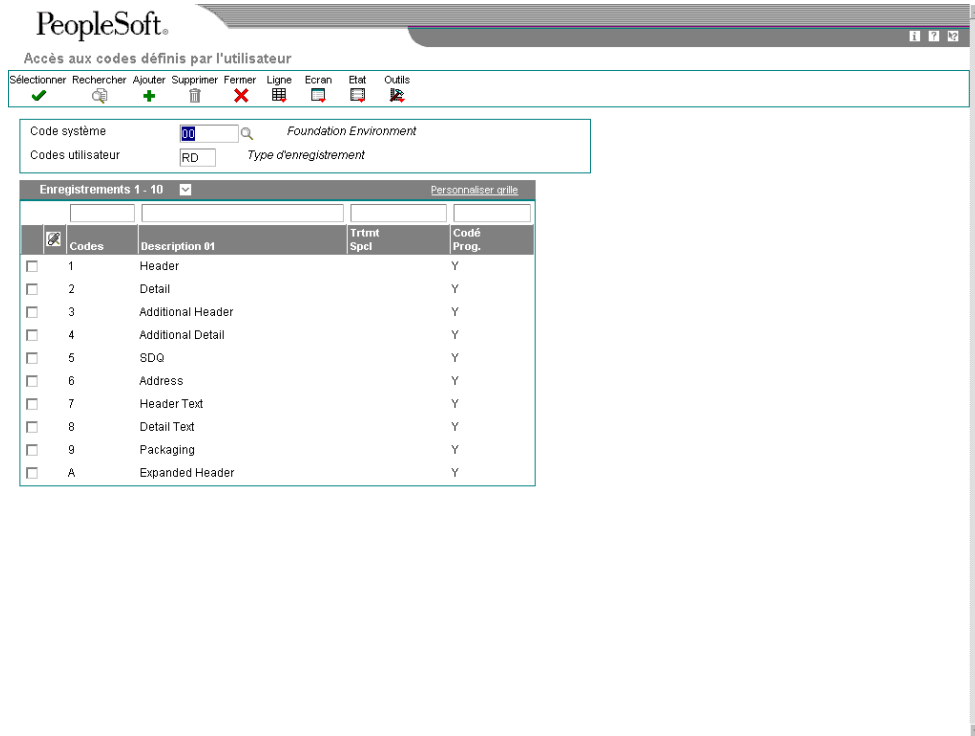 PeopleSoft.
i ? 
Accès aux codes définis par l'utilisateur
Sélectionner Rechercher Ajouter Supprimer Fermer Ligne Ecran Etat Outils
Code système 00 Foundation Environment
Codes utilisateur RD Type d'enregistrement
Enregistrements 1 - 10 Personnaliser grille
Trtmt Codé
Codes Description 01 Spcl Prog.
1 Header Y
2 Detail Y
3 Additional Header Y
4 Additional Detail Y
5 SDQ Y
6 Address Y
7 Header Text Y
8 Detail Text Y
9 Packaging Y
A Expanded Header Y